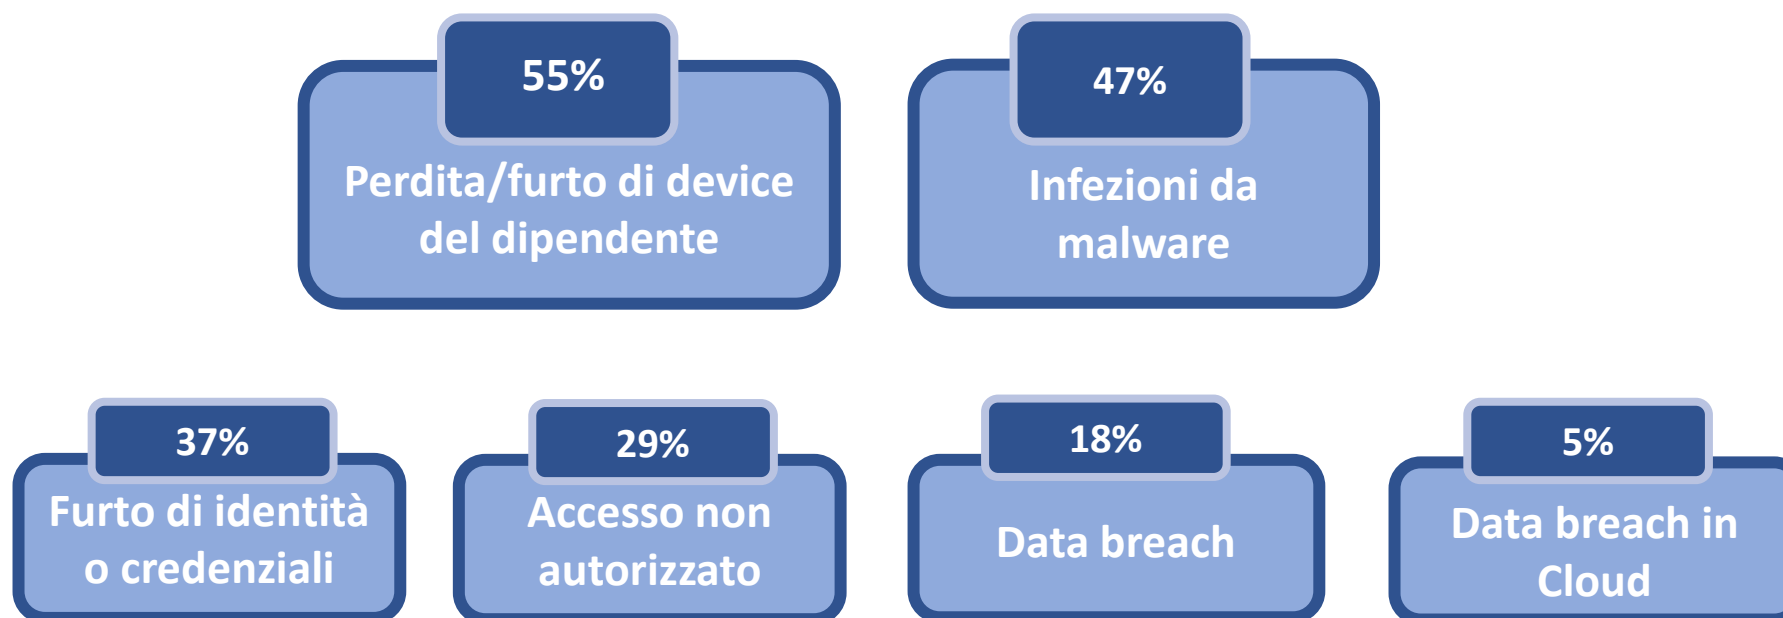 55%
Perdita/furto di device
del dipendente
47%
Infezioni da
malware
37%
Furto di identità
o credenziali
29%
Accesso non
autorizzato
18%
Data breach
5%
Data breach in
Cloud